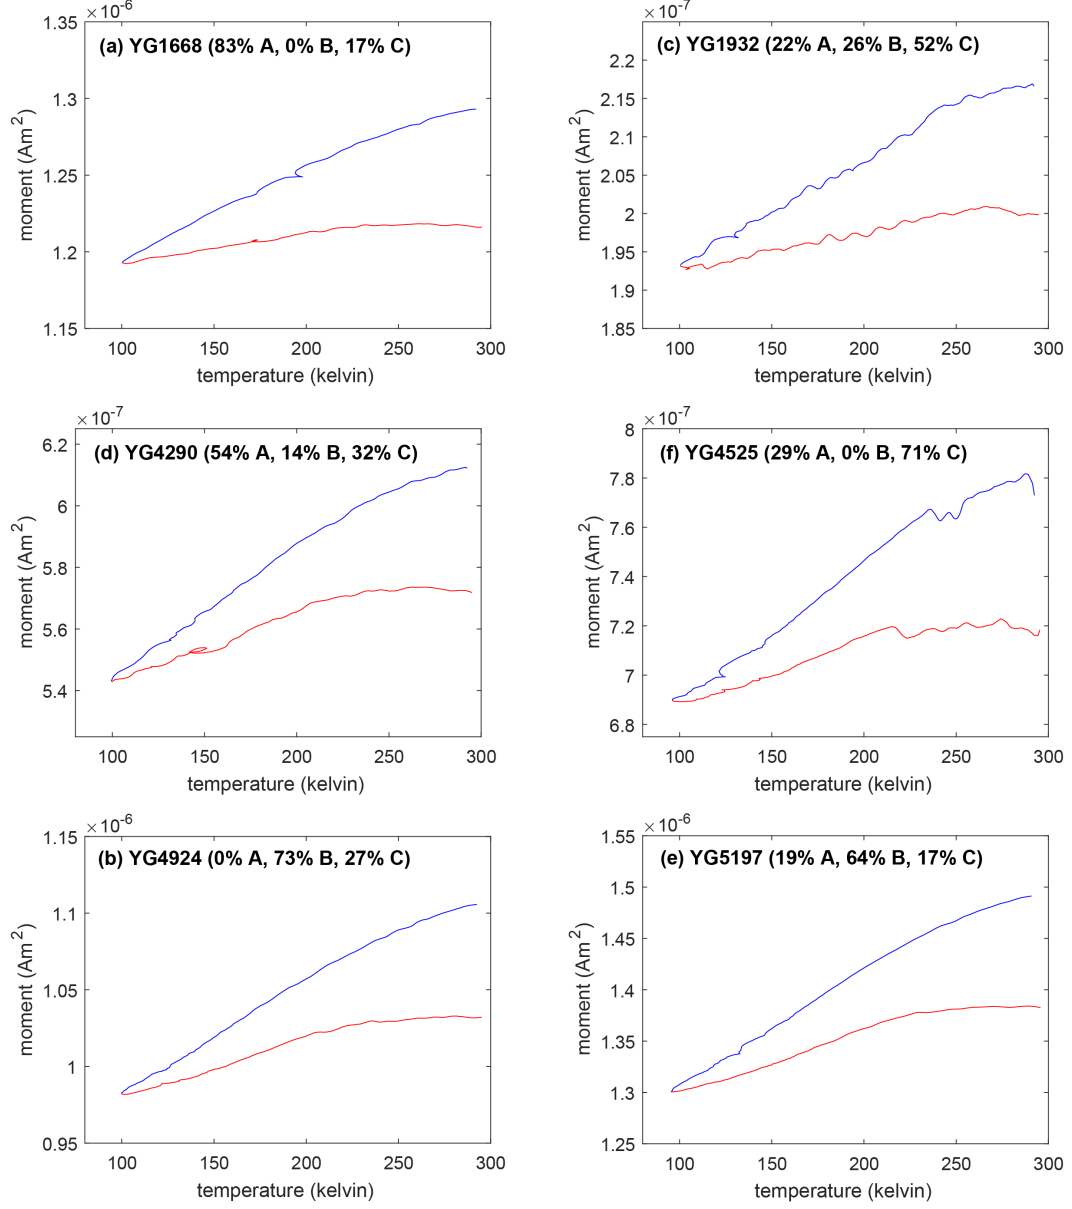 ×10-6
(a) YG1668 (83% A, 0% B, 17% C)
1.35
1.3
1.25
1.2
1.15
moment (Am2)
100 150 200 250 300
temperature (kelvin)
×10-7
(c) YG1932 (22% A, 26% B, 52% C)
2.2
2.15
2.1
2.05
2
1.95
1.9
1.85
moment (Am2)
100 150 200 250 300
temperature (kelvin)
×10-7
(d) YG4290 (54% A, 14% B, 32% C)
6.2
6
5.8
5.6
5.4
moment (Am2)
100 150 200 250 300
temperature (kelvin)
×10-7
(f) YG4525 (29% A, 0% B, 71% C)
8
7.8
7.6
7.4
7.2
7
6.8
moment (Am2)
100 150 200 250 300
temperature (kelvin)
×10-6
(b) YG4924 (0% A, 73% B, 27% C)
1.15
1.1
1.05
1
0.95
moment (Am2)
100 150 200 250 300
temperature (kelvin)
×10-6
(e) YG5197 (19% A, 64% B, 17% C)
1.55
1.5
1.45
1.4
1.35
1.3
1.25
moment (Am2)
100 150 200 250 300
temperature (kelvin)